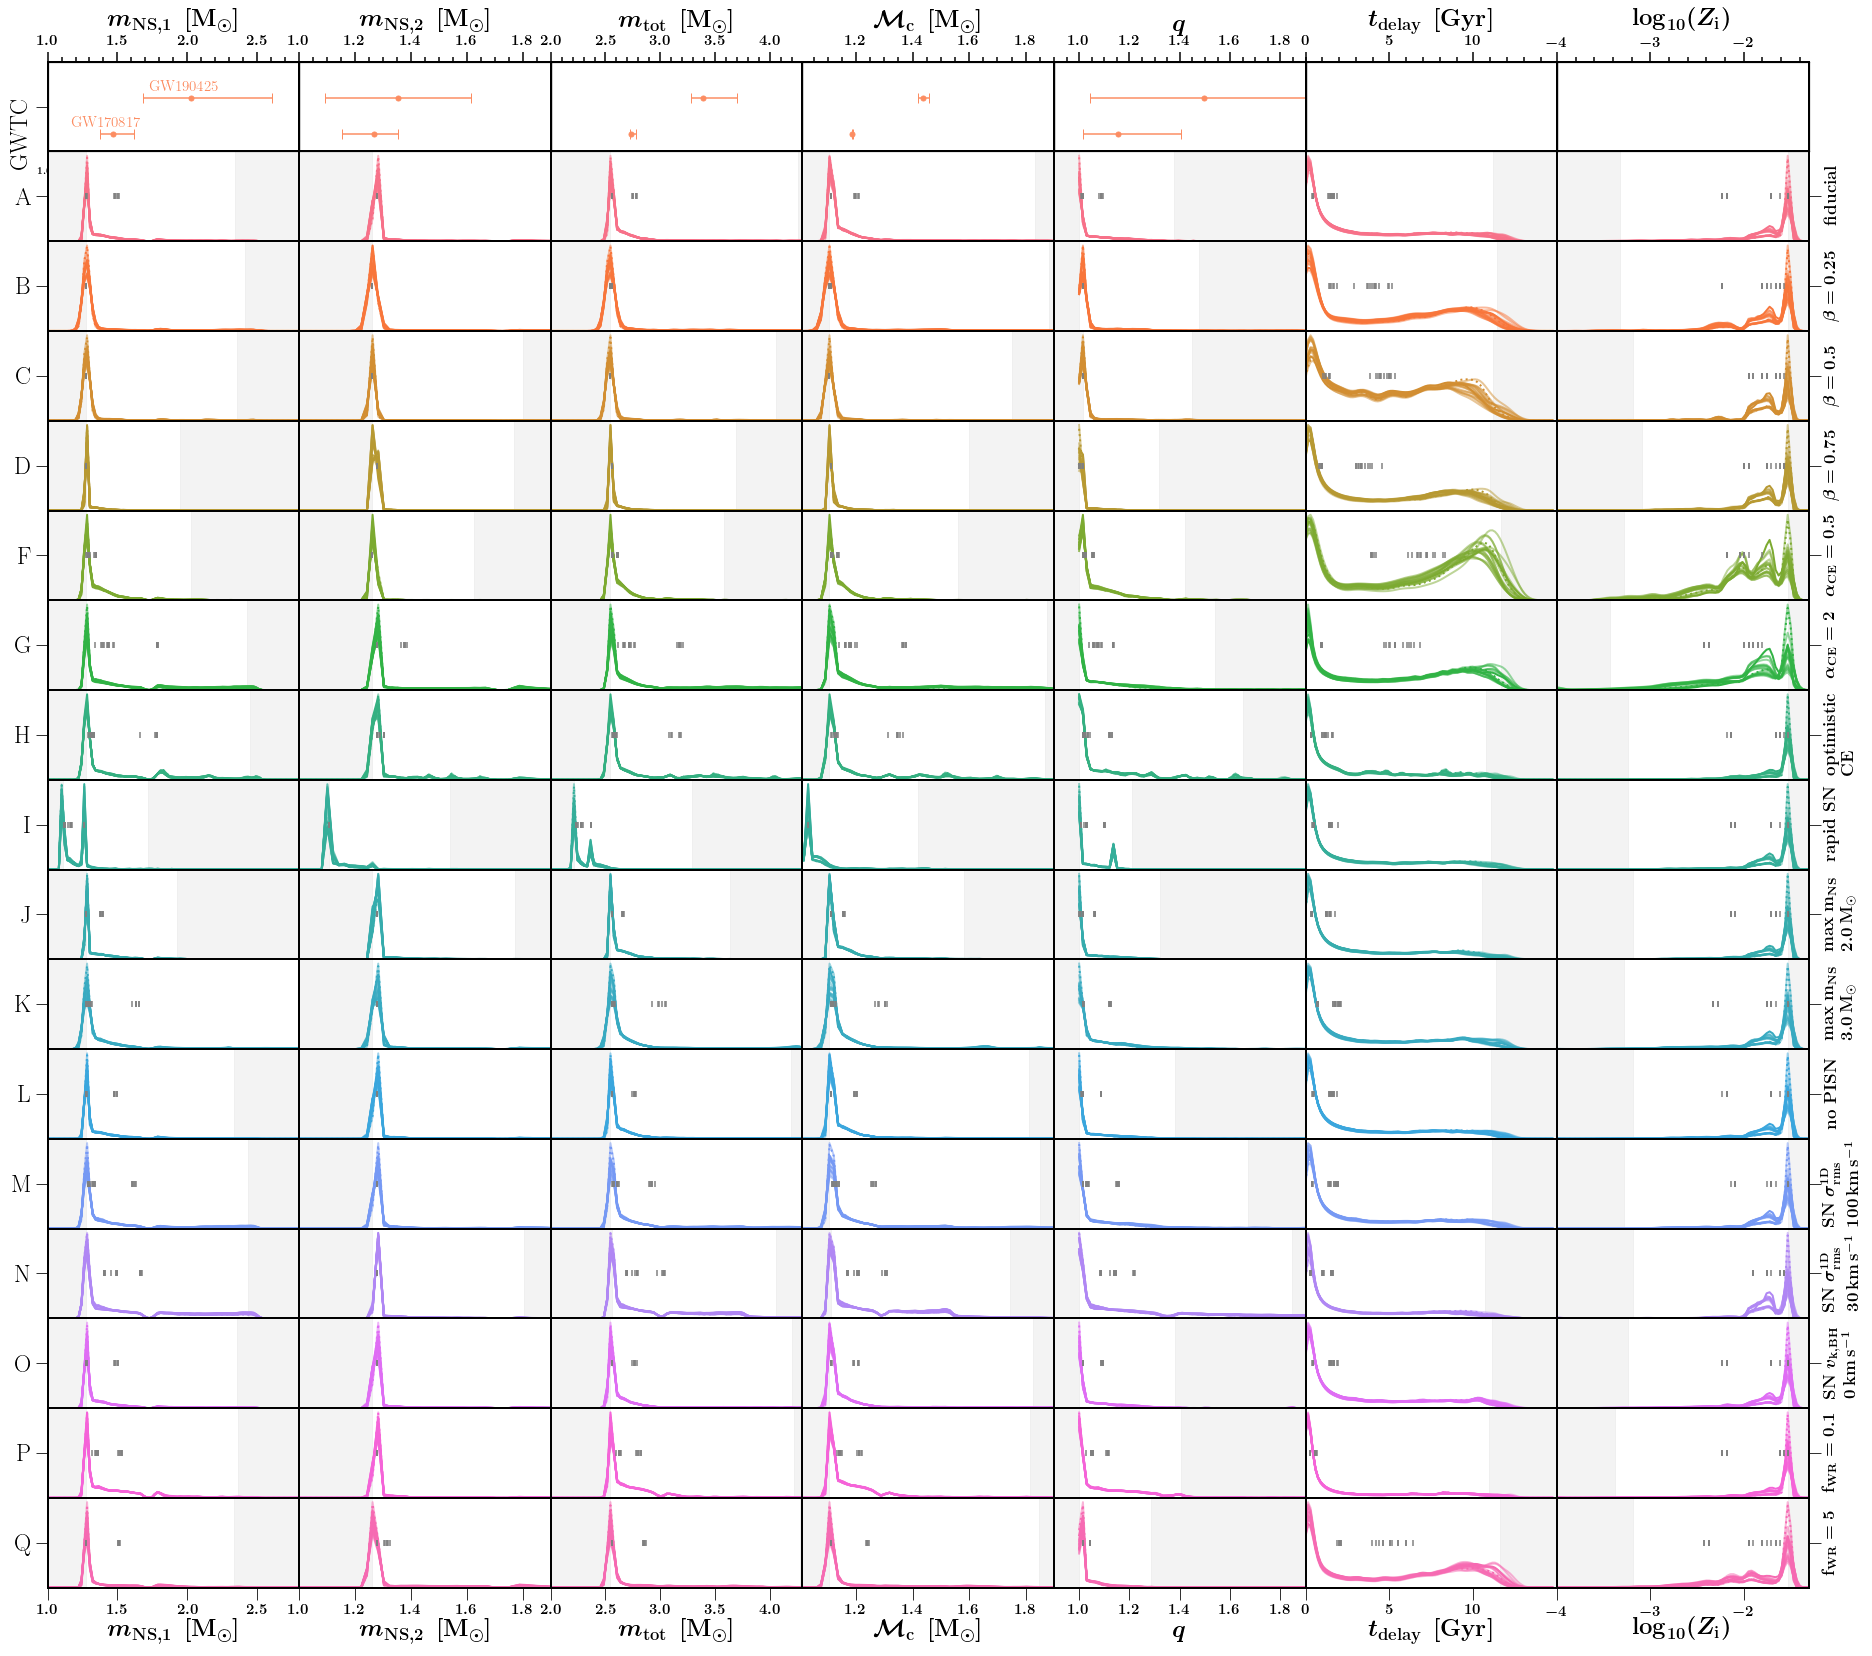 m_NS,1 [M⊙] m_NS,2 [M⊙] m_tot [M⊙] ℳ_c [M⊙] q t_delay [Gyr] log₁₀(Z_i)
1.0 1.5 2.0 2.5 1.0 1.2 1.4 1.6 1.8 2.0 2.5 3.0 3.5 4.0 1.2 1.4 1.6 1.8 1.0 1.2 1.4 1.6 1.8 0 5 10 −4 −3 −2
GWTC
GW190425
GW170817
A fiducial
B β = 0.25
C β = 0.5
D β = 0.75
F α_CE = 0.5
G α_CE = 2
H optimistic
CE
I rapid SN
J max m_NS
2.0 M⊙
K max m_NS
3.0 M⊙
L no PISN
M SN σ_rms^1D
100 km s⁻¹
N SN σ_rms^1D
30 km s⁻¹
O SN v_k,BH
0 km s⁻¹
P f_WR = 0.1
Q f_WR = 5
1.0 1.5 2.0 2.5 1.0 1.2 1.4 1.6 1.8 2.0 2.5 3.0 3.5 4.0 1.2 1.4 1.6 1.8 1.0 1.2 1.4 1.6 1.8 0 5 10 −4 −3 −2
m_NS,1 [M⊙] m_NS,2 [M⊙] m_tot [M⊙] ℳ_c [M⊙] q t_delay [Gyr] log₁₀(Z_i)